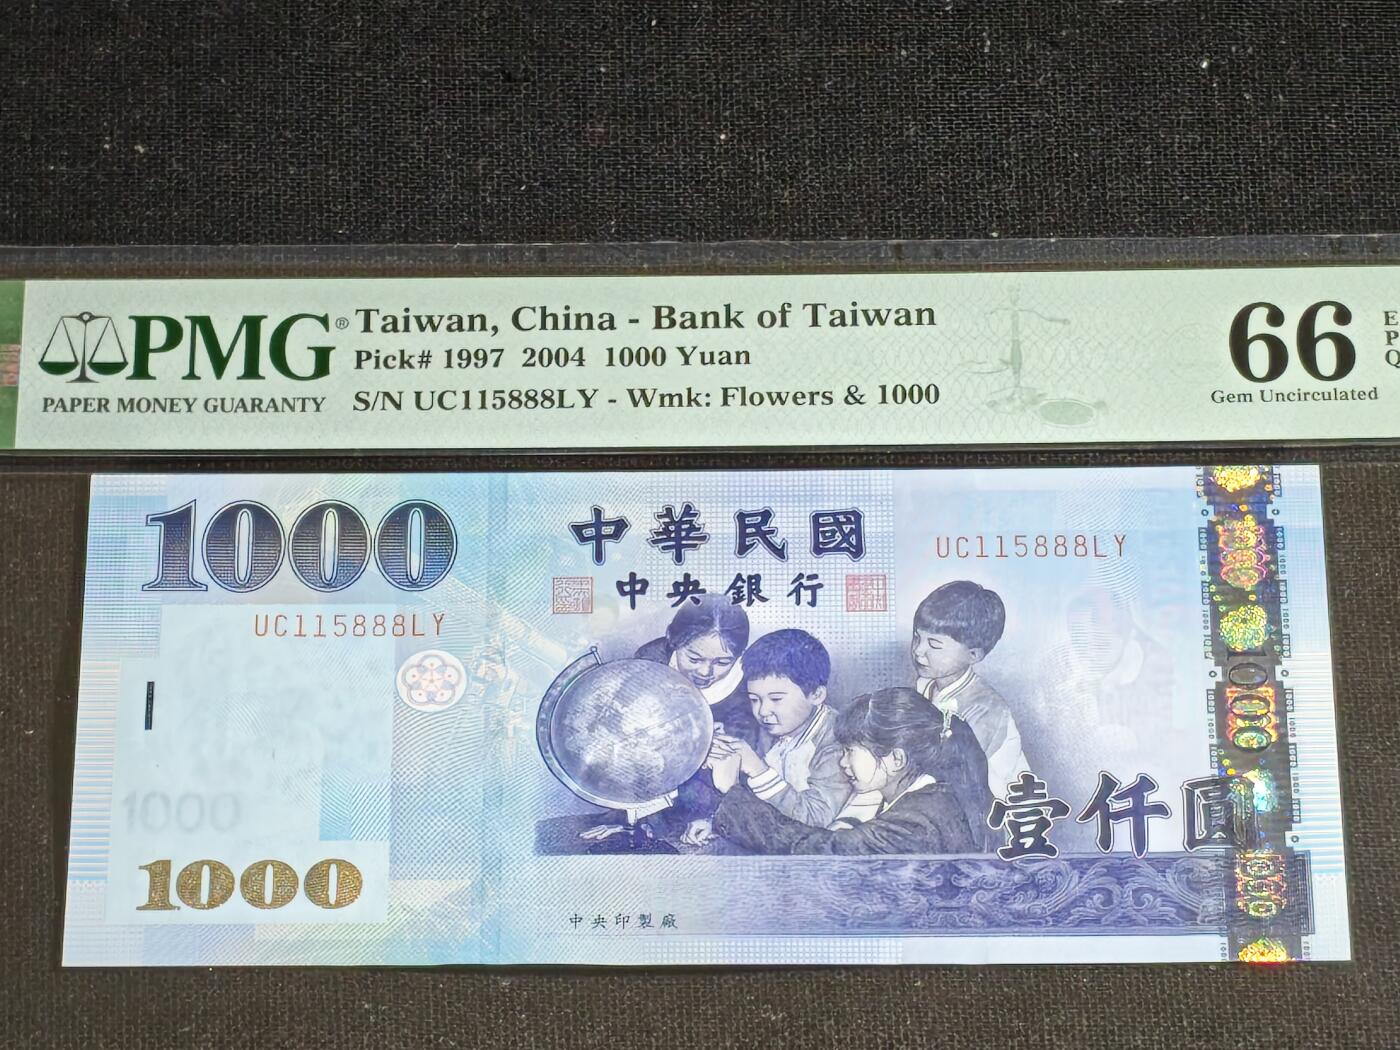 PMG®
PAPER MONEY GUARANTY
Taiwan, China - Bank of Taiwan
Pick# 1997 2004 1000 Yuan
S/N UC115888LY - Wmk: Flowers & 1000
66
Gem Uncirculated
E
P
Q
1000
中華民國
中央銀行
UC115888LY
UC115888LY
1000
1000
壹仟圓
中央印製廠